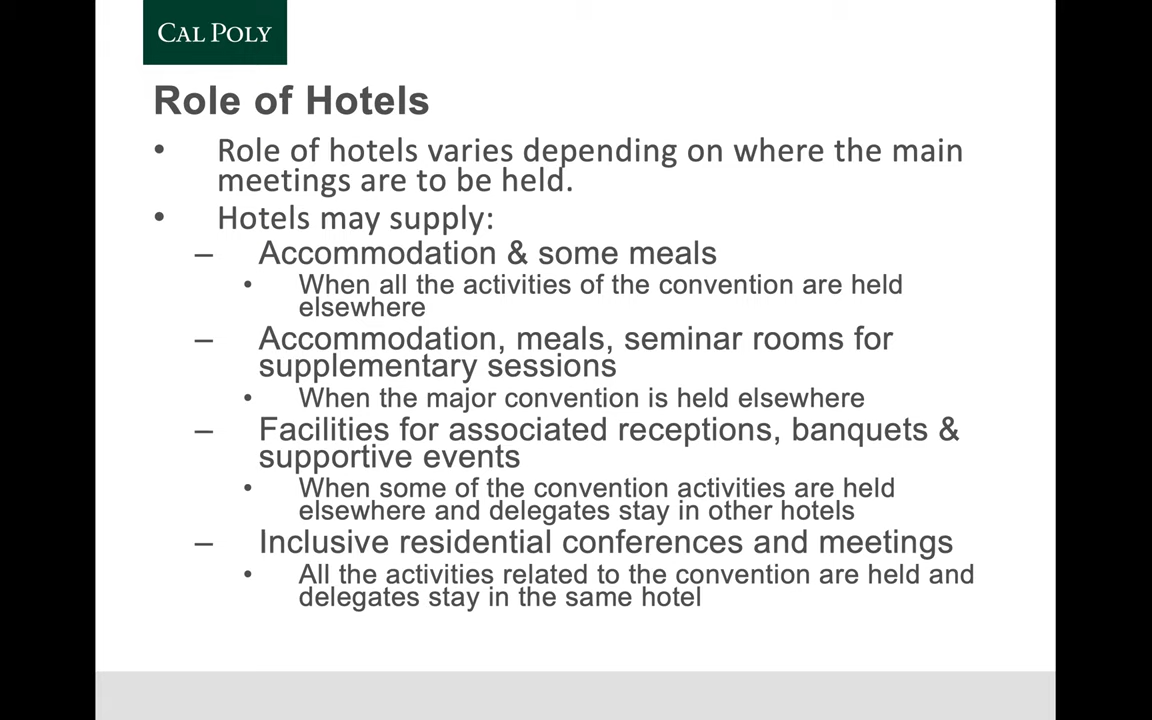 CAL POLY
Role of Hotels
• Role of hotels varies depending on where the main
meetings are to be held.
• Hotels may supply:
– Accommodation & some meals
• When all the activities of the convention are held
elsewhere
– Accommodation, meals, seminar rooms for
supplementary sessions
• When the major convention is held elsewhere
– Facilities for associated receptions, banquets &
supportive events
• When some of the convention activities are held
elsewhere and delegates stay in other hotels
– Inclusive residential conferences and meetings
• All the activities related to the convention are held and
delegates stay in the same hotel